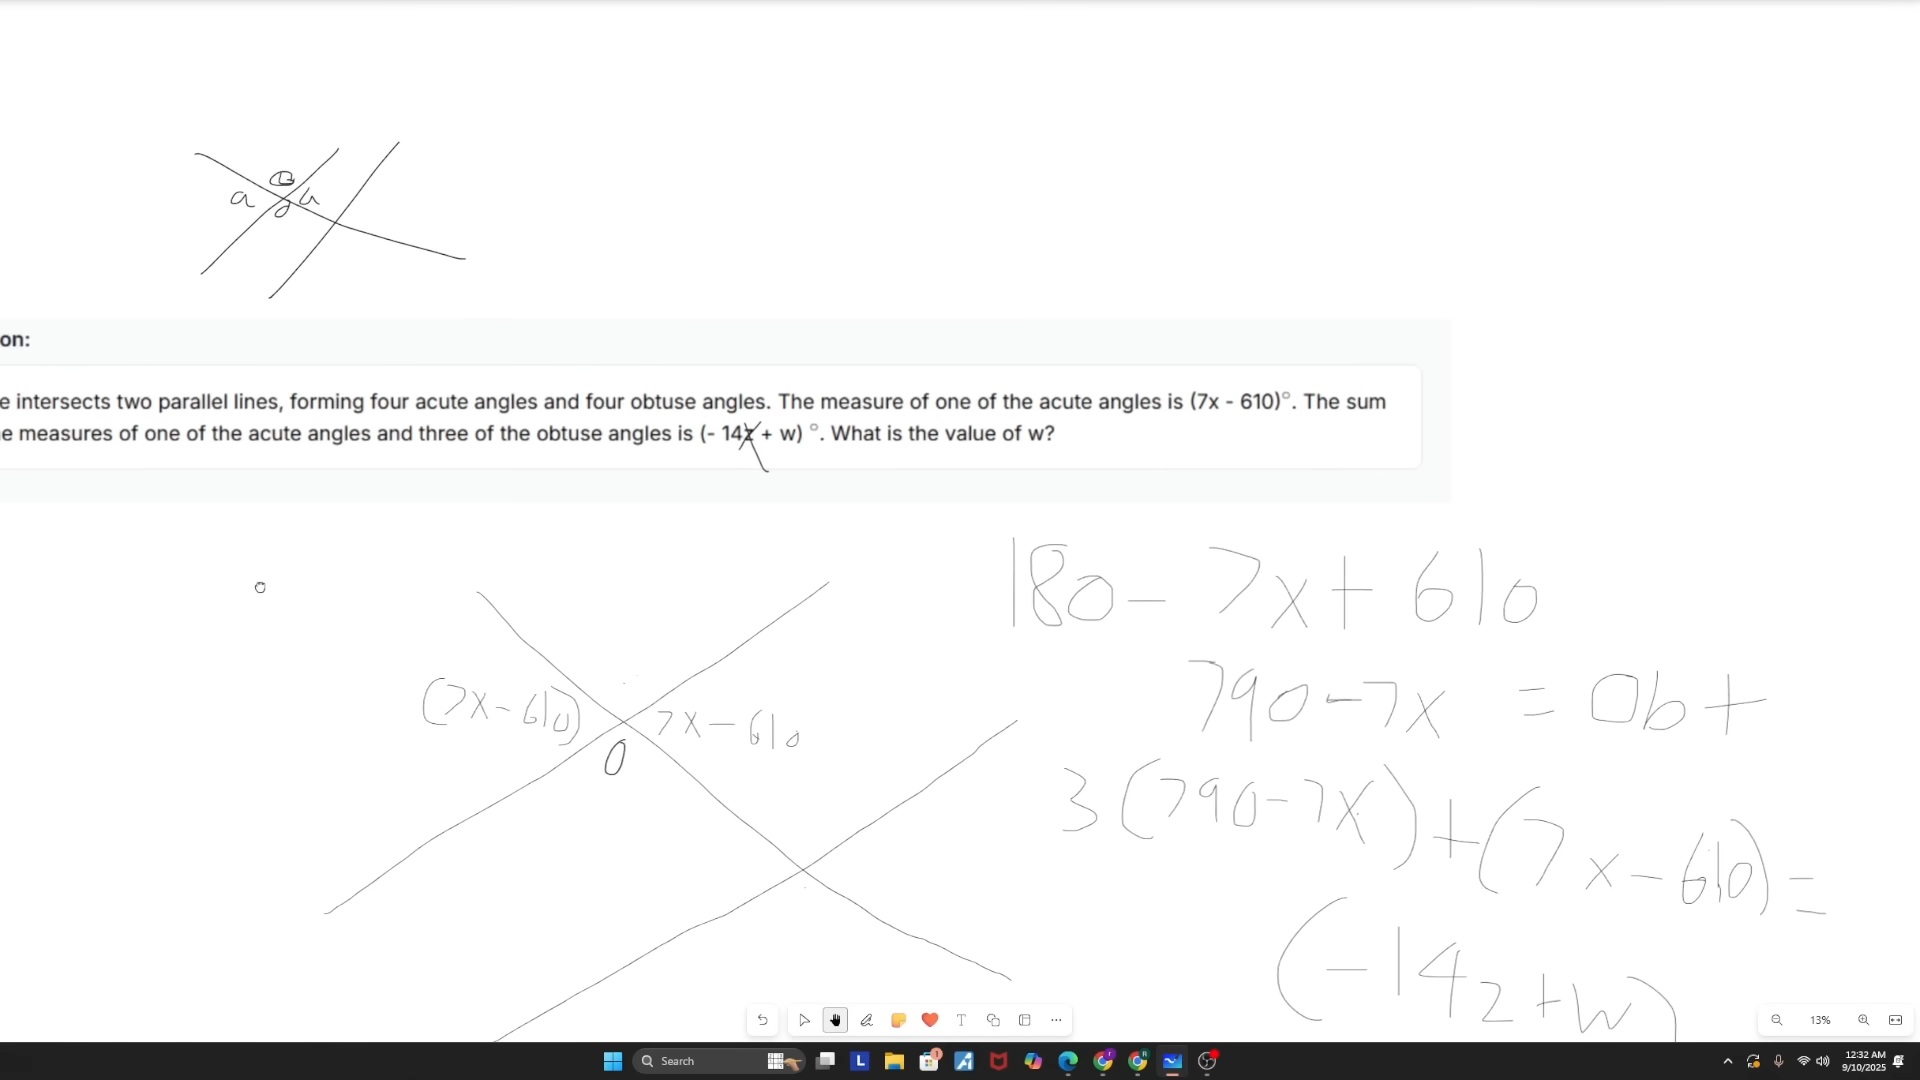 a
a
on:
e intersects two parallel lines, forming four acute angles and four obtuse angles. The measure of one of the acute angles is (7x - 610)°. The sum
e measures of one of the acute angles and three of the obtuse angles is (- 14z + w) °. What is the value of w?
180 - 7x + 610
790 - 7x = ob +
(7x - 610) 7x - 610
0
3(790 - 7x) + (7x - 610) =
(-14z + w)
13%
Search
12:32 AM
9/10/2025